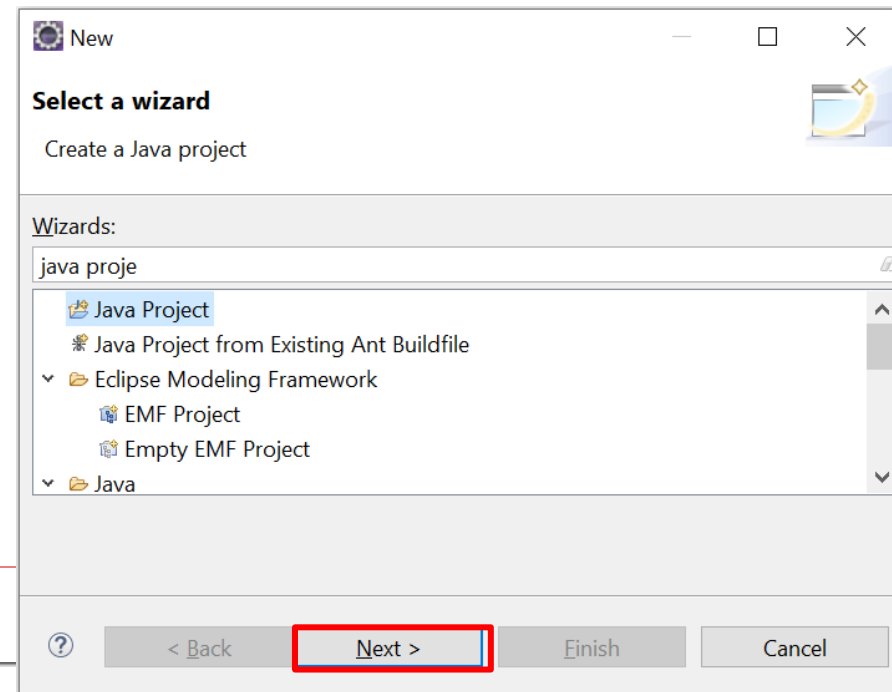 New
Select a wizard
Create a Java project
Wizards:
java proje
Java Project
Java Project from Existing Ant Buildfile
Eclipse Modeling Framework
EMF Project
Empty EMF Project
Java
? < Back Next > Finish Cancel